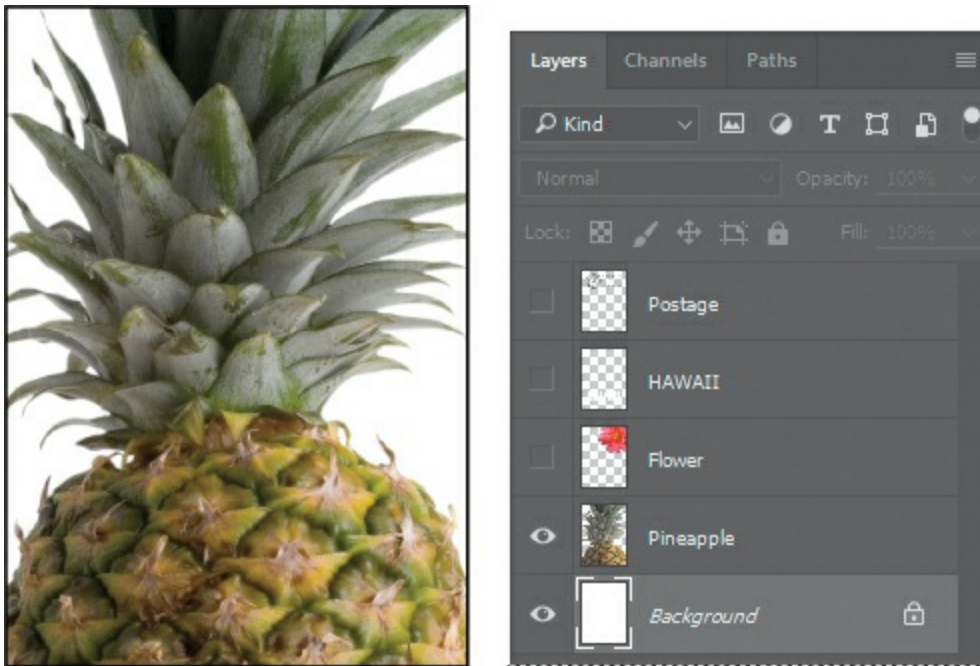 Layers Channels Paths
Kind T
Normal Opacity: 100%
Lock: Fill: 100%
Postage
HAWAII
Flower
Pineapple
Background